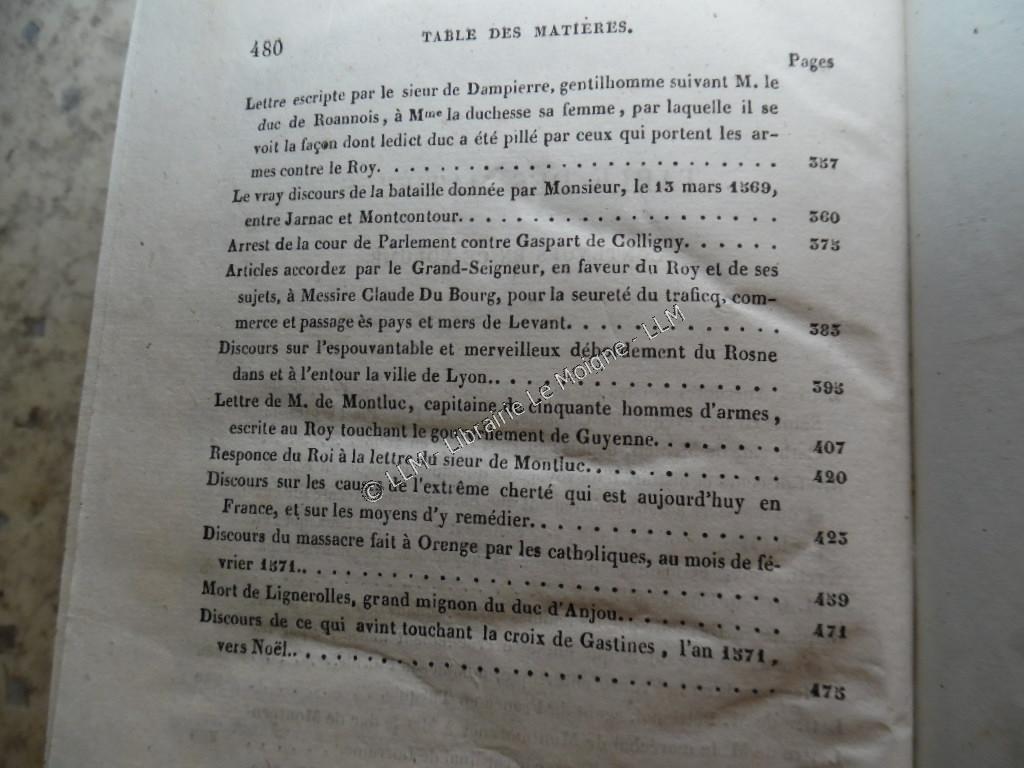 480
TABLE DES MATIÈRES.
Pages
Lettre escripte par le sieur de Dampierre, gentilhomme suivant M. le
duc de Roannois, à Mme la duchesse sa femme, par laquelle il se
voit la façon dont ledict duc a été pillé par ceux qui portent les ar-
mes contre le Roy. . . . . . . . . . . . . . . . . . . . 357
Le vray discours de la bataille donnée par Monsieur, le 13 mars 1569,
entre Jarnac et Montcontour. . . . . . . . . . . . . . . . 360
Arrest de la cour de Parlement contre Gaspart de Colligny. . . . . . 375
Articles accordez par le Grand-Seigneur, en faveur du Roy et de ses
sujets, à Messire Claude Du Bourg, pour la seureté du traficq, com-
merce et passage ès pays et mers de Levant. . . . . . . . . . . 383
Discours sur l'espouvantable et merveilleux débordement du Rosne
dans et à l'entour la ville de Lyon. . . . . . . . . . . . . . . . 395
Lettre de M. de Montluc, capitaine de cinquante hommes d'armes,
escrite au Roy touchant le gouvernement de Guyenne. . . . . . . . 407
Responce du Roi à la lettre du sieur de Montluc. . . . . . . . . . 420
Discours sur les causes de l'extrême cherté qui est aujourd'huy en
France, et sur les moyens d'y remédier. . . . . . . . . . . . . 423
Discours du massacre fait à Orenge par les catholiques, au mois de fé-
vrier 1571. . . . . . . . . . . . . . . . . . . . . . . . . . 459
Mort de Lignerolles, grand mignon du duc d'Anjou. . . . . . . . . 471
Discours de ce qui avint touchant la croix de Gastines, l'an 1571,
vers Noël. . . . . . . . . . . . . . . . . . . . . . . . . . 475
© LLM - Librairie Le Moigne - LLM